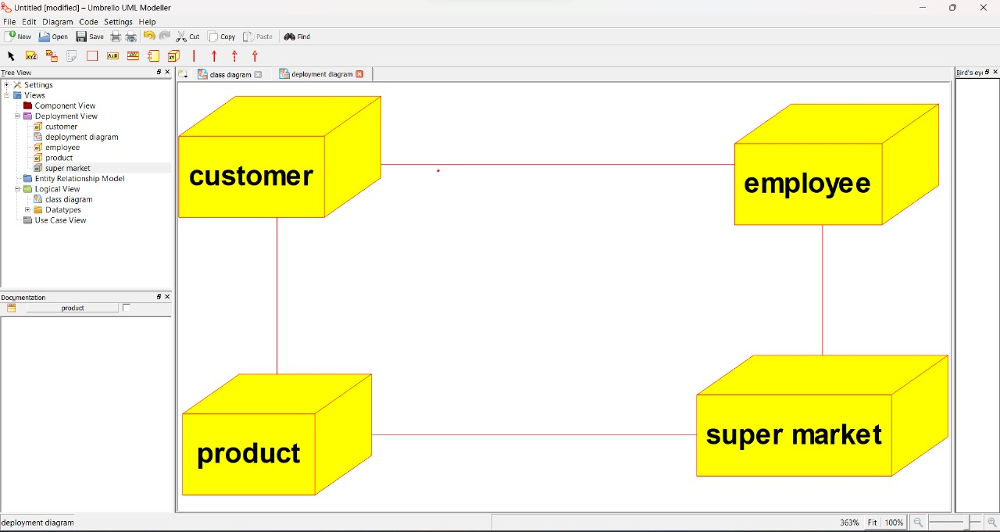 Untitled [modified] – Umbrello UML Modeller
File Edit Diagram Code Settings Help
New Open Save Cut Copy Paste Find
Tree View
class diagram deployment diagram
Bird's eye
Settings
Views
Component View
Deployment View
customer
deployment diagram
employee
product
super market
Entity Relationship Model
Logical View
class diagram
Datatypes
Use Case View
Documentation
product
customer
employee
product
super market
deployment diagram
363% Fit 100%